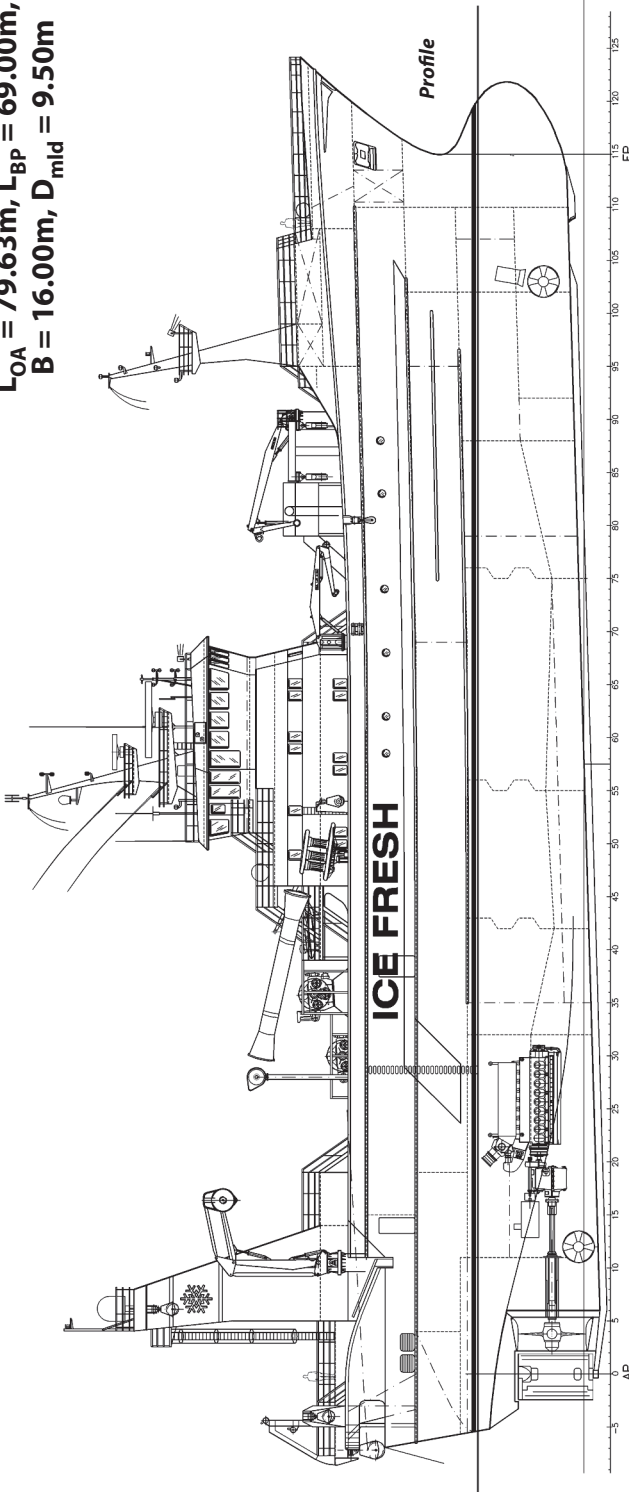 L_OA = 79.63m, L_BP = 69.00m,
B = 16.00m, D_mld = 9.50m
Profile
ICE FRESH
-5 0 5 10 15 20 25 30 35 40 45 50 55 60 65 70 75 80 85 90 95 100 105 110 115 120 125
AP FP